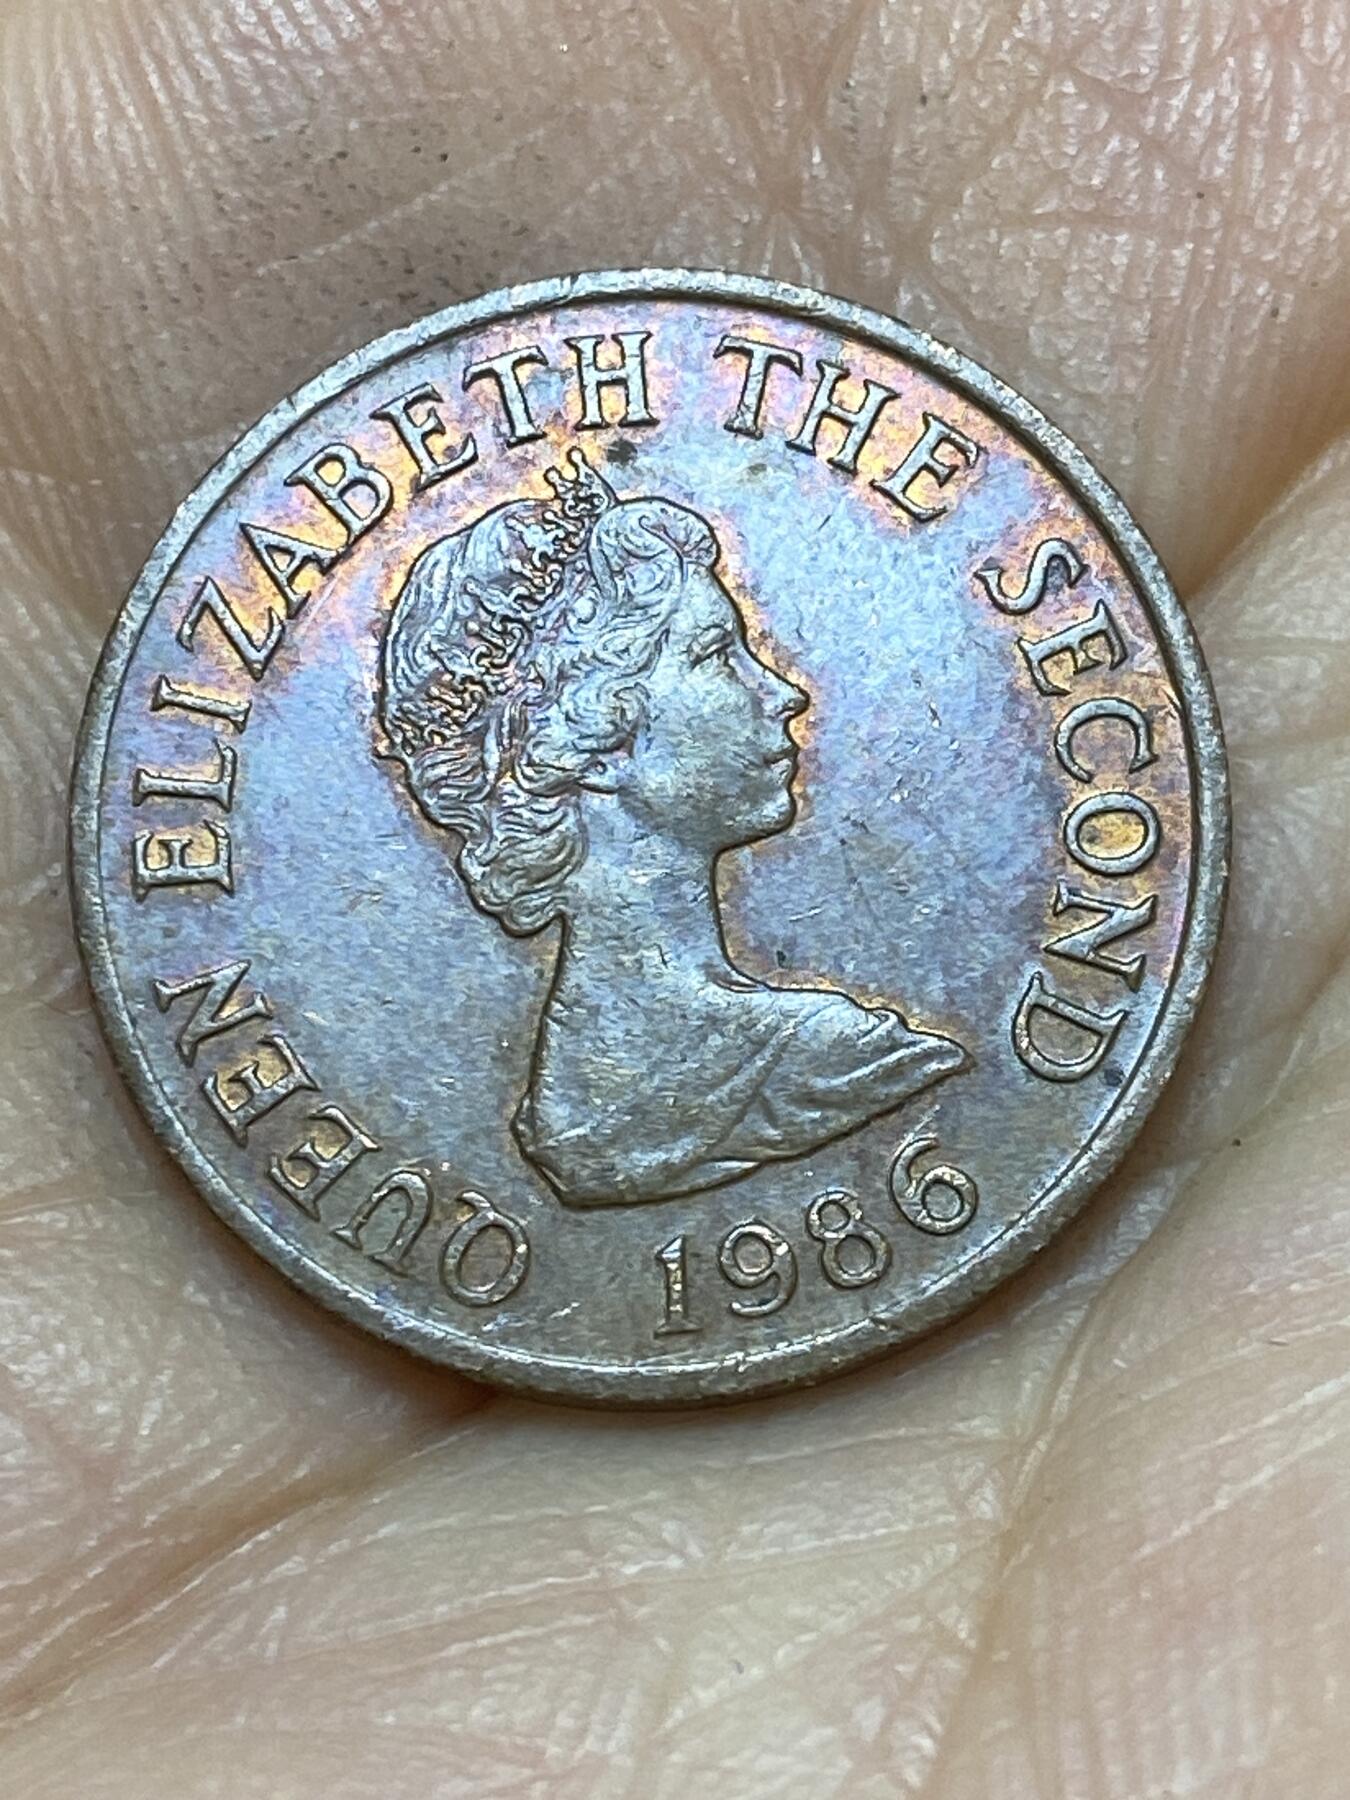 QUEEN ELIZABETH THE SECOND
1986